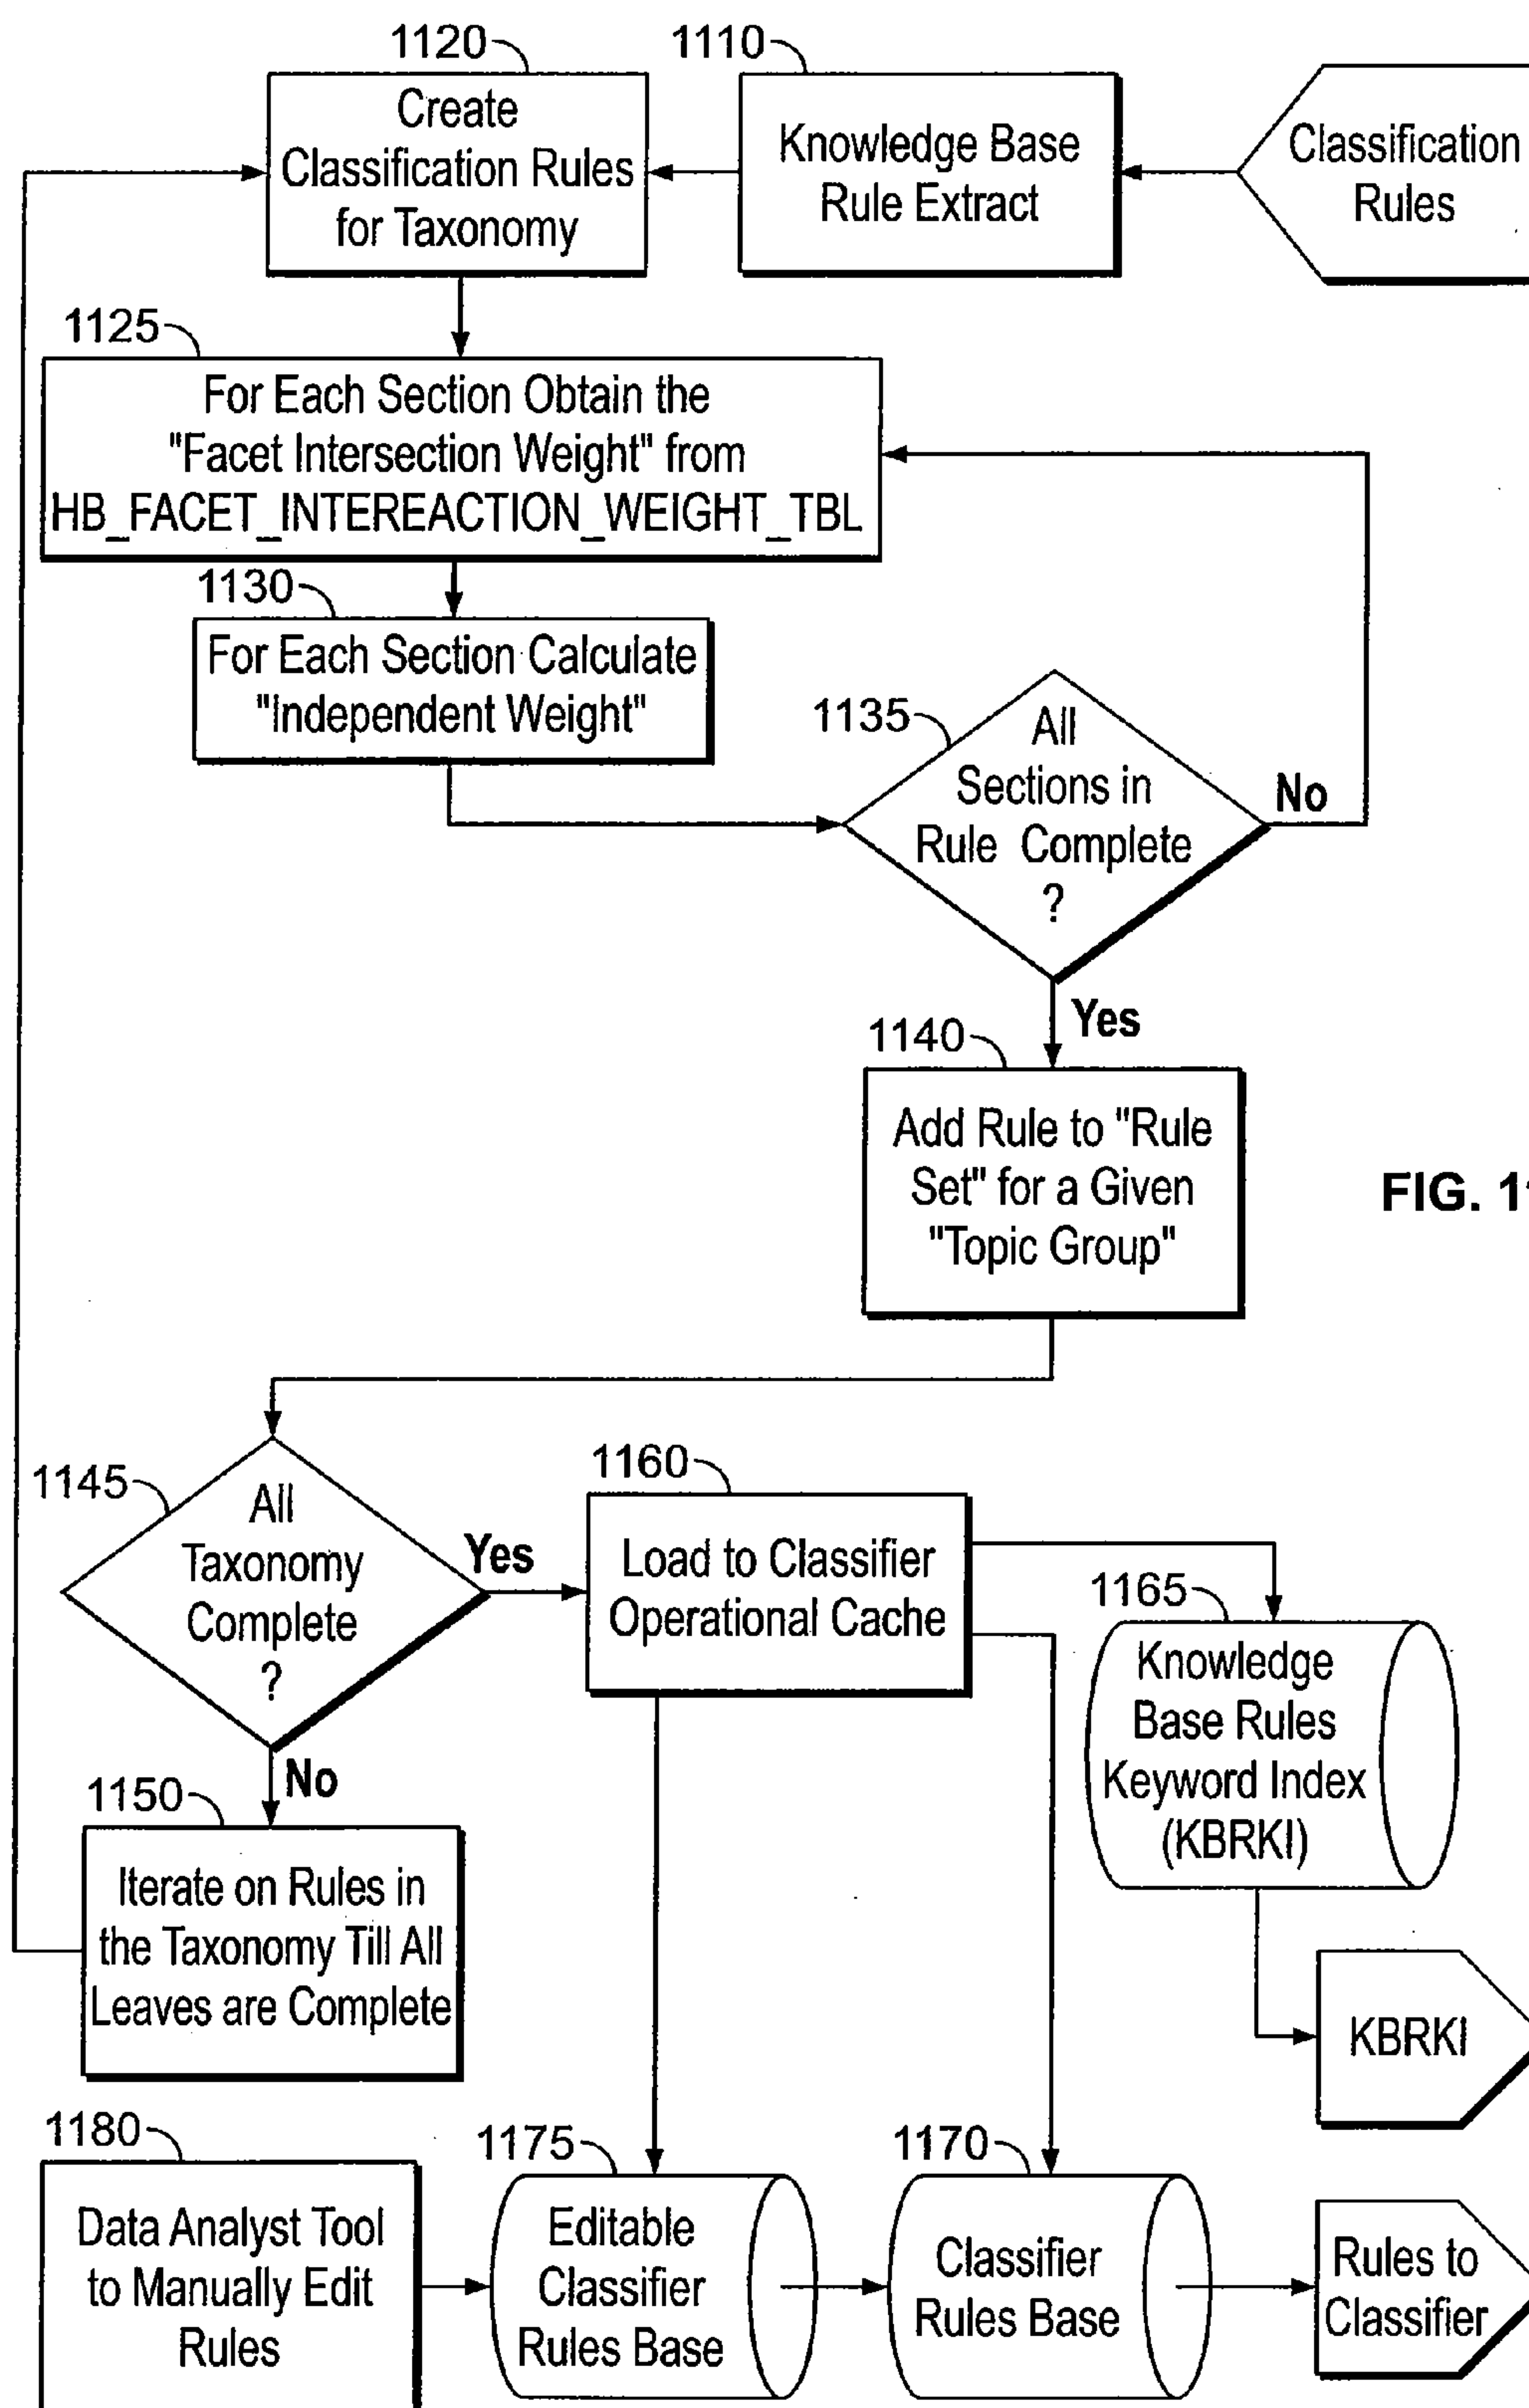 1120
1110
Create
Classification Rules
for Taxonomy
Knowledge Base
Rule Extract
Classification
Rules
1125
For Each Section Obtain the
"Facet Intersection Weight" from
HB_FACET_INTEREACTION_WEIGHT_TBL
1130
For Each Section Calculate
"Independent Weight"
1135
All
Sections in
Rule Complete
?
No
Yes
1140
Add Rule to "Rule
Set" for a Given
"Topic Group"
FIG. 11
1145
All
Taxonomy
Complete
?
Yes
No
1160
Load to Classifier
Operational Cache
1165
Knowledge
Base Rules
Keyword Index
(KBRKI)
1150
Iterate on Rules in
the Taxonomy Till All
Leaves are Complete
KBRKI
1180
Data Analyst Tool
to Manually Edit
Rules
1175
Editable
Classifier
Rules Base
1170
Classifier
Rules Base
Rules to
Classifier